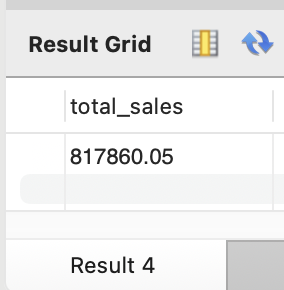 Result Grid
total_sales
817860.05
Result 4